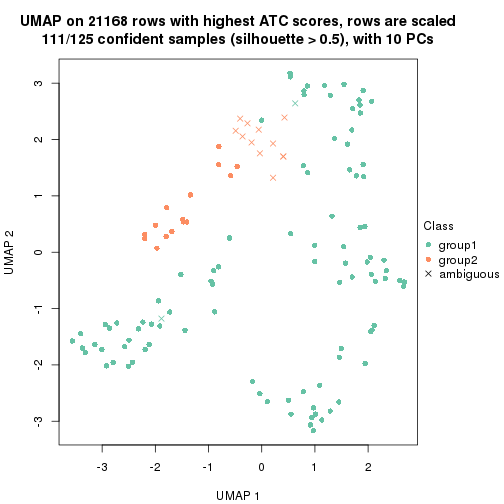 UMAP on 21168 rows with highest ATC scores, rows are scaled
111/125 confident samples (silhouette > 0.5), with 10 PCs
3
2
1
0
-1
-2
-3
UMAP 2
-3
-2
-1
0
1
2
UMAP 1
Class
group1
group2
ambiguous